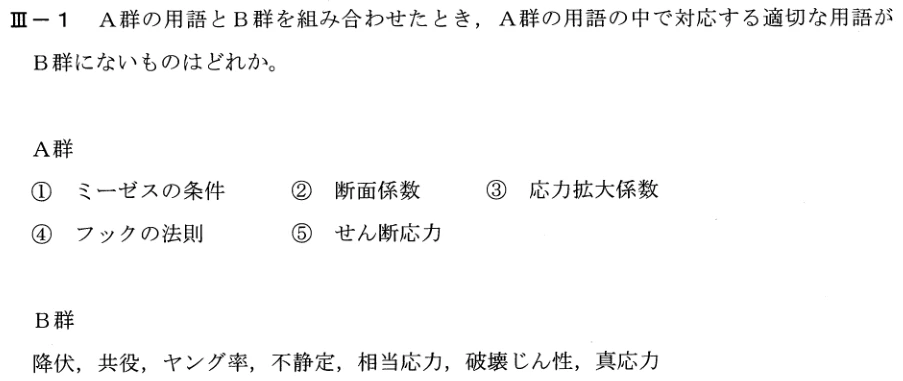 Ⅲ－1　Ａ群の用語とＢ群を組み合わせたとき，Ａ群の用語の中で対応する適切な用語が
Ｂ群にないものはどれか。
Ａ群
①　ミーゼスの条件　②　断面係数　③　応力拡大係数
④　フックの法則　⑤　せん断応力
Ｂ群
降伏，共役，ヤング率，不静定，相当応力，破壊じん性，真応力